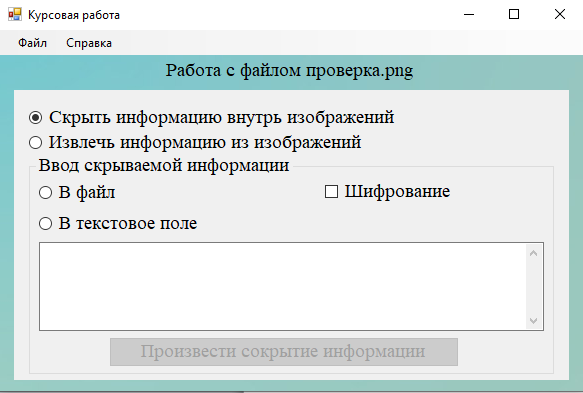 Курсовая работа
Файл Справка
Работа с файлом проверка.png
Скрыть информацию внутрь изображений
Извлечь информацию из изображений
Ввод скрываемой информации
В файл Шифрование
В текстовое поле
Произвести сокрытие информации